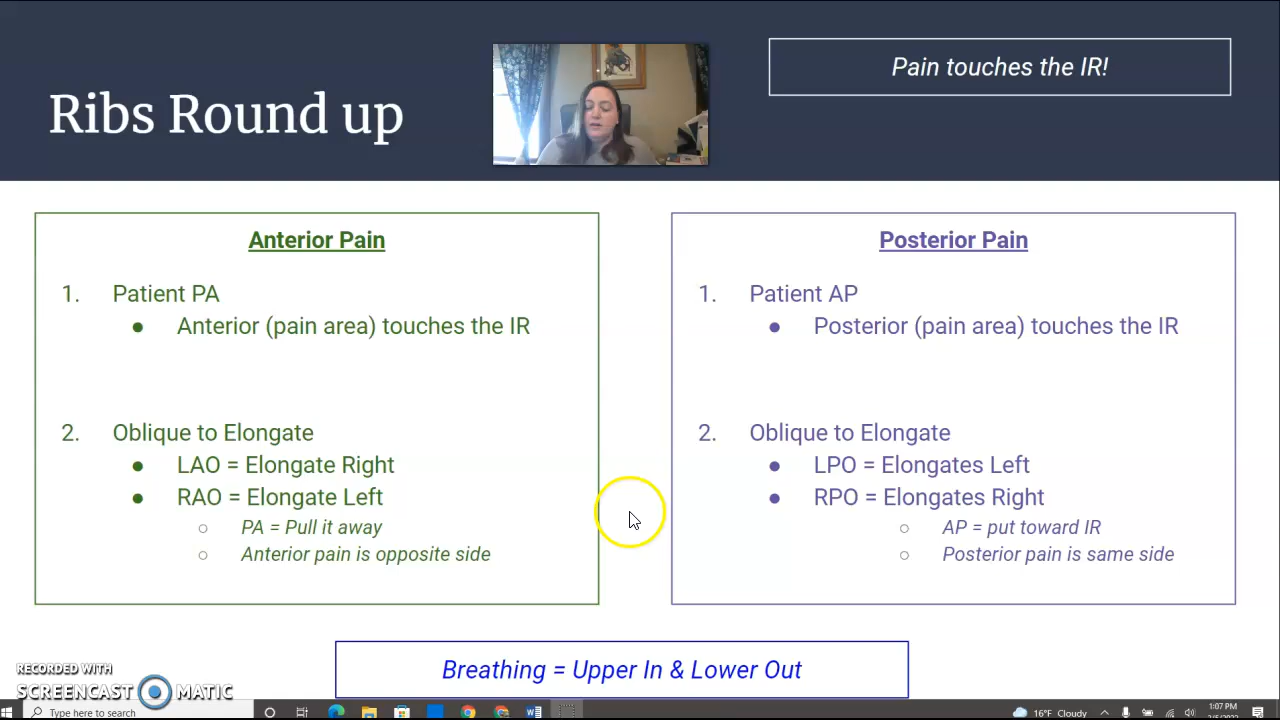 Ribs Round up
Pain touches the IR!
Anterior Pain
1. Patient PA
● Anterior (pain area) touches the IR
2. Oblique to Elongate
● LAO = Elongate Right
● RAO = Elongate Left
○ PA = Pull it away
○ Anterior pain is opposite side
Posterior Pain
1. Patient AP
● Posterior (pain area) touches the IR
2. Oblique to Elongate
● LPO = Elongates Left
● RPO = Elongates Right
○ AP = put toward IR
○ Posterior pain is same side
Breathing = Upper In & Lower Out
RECORDED WITH
SCREENCAST MATIC
Type here to search
16°F Cloudy
1:07 PM